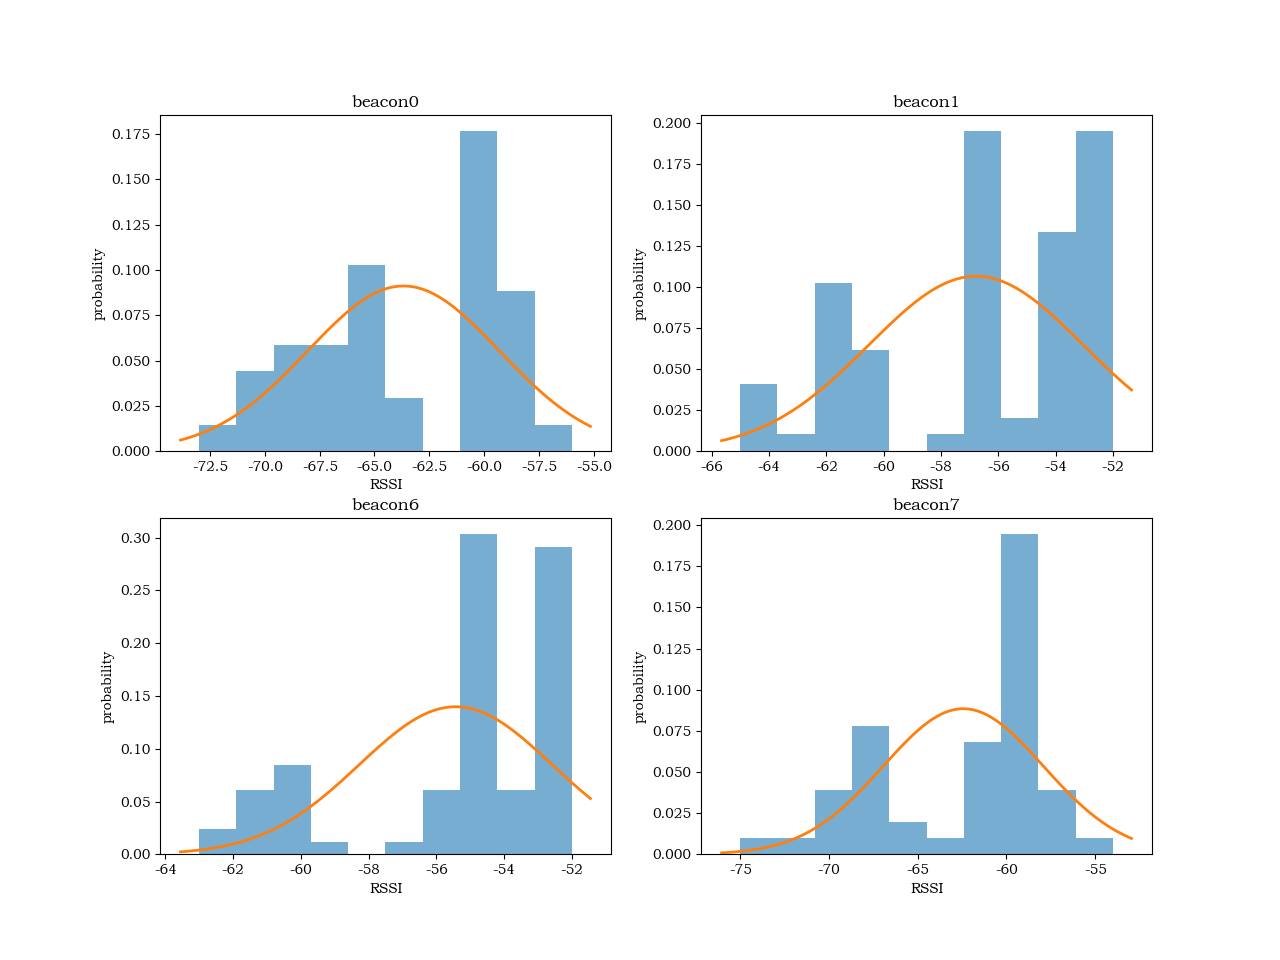 beacon0
0.175
0.150
0.125
0.100
0.075
0.050
0.025
0.000
probability
-72.5 -70.0 -67.5 -65.0 -62.5 -60.0 -57.5 -55.0
RSSI
beacon1
0.200
0.175
0.150
0.125
0.100
0.075
0.050
0.025
0.000
probability
-66 -64 -62 -60 -58 -56 -54 -52
RSSI
beacon6
0.30
0.25
0.20
0.15
0.10
0.05
0.00
probability
-64 -62 -60 -58 -56 -54 -52
RSSI
beacon7
0.200
0.175
0.150
0.125
0.100
0.075
0.050
0.025
0.000
probability
-75 -70 -65 -60 -55
RSSI